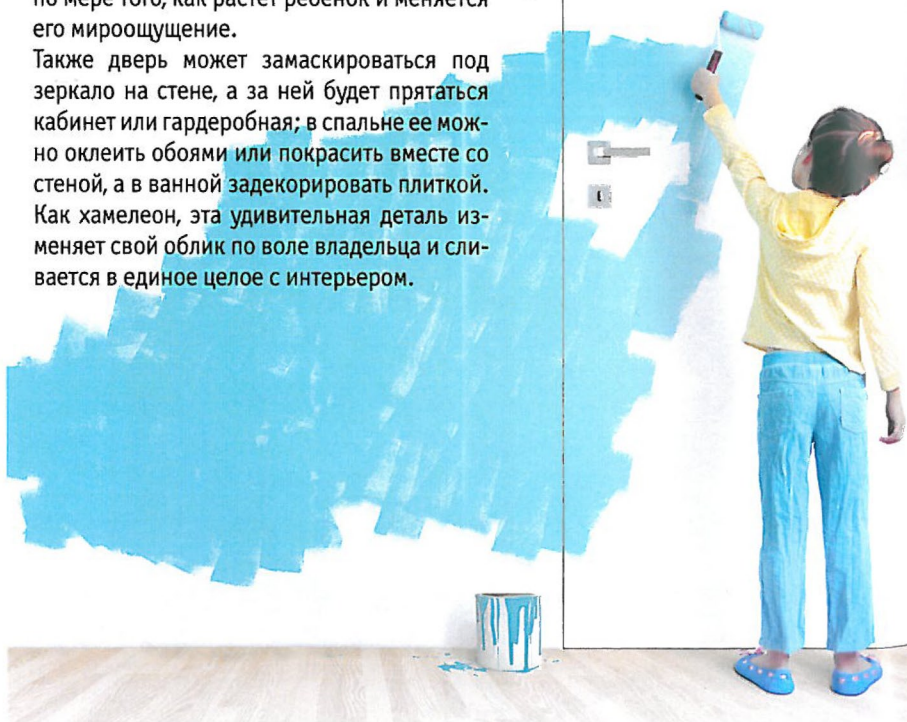 по мере того, как растет ребенок и меняется
его мироощущение.
Также дверь может замаскироваться под
зеркало на стене, а за ней будет прятаться
кабинет или гардеробная; в спальне ее мож-
но оклеить обоями или покрасить вместе со
стеной, а в ванной задекорировать плиткой.
Как хамелеон, эта удивительная деталь из-
меняет свой облик по воле владельца и сли-
вается в единое целое с интерьером.